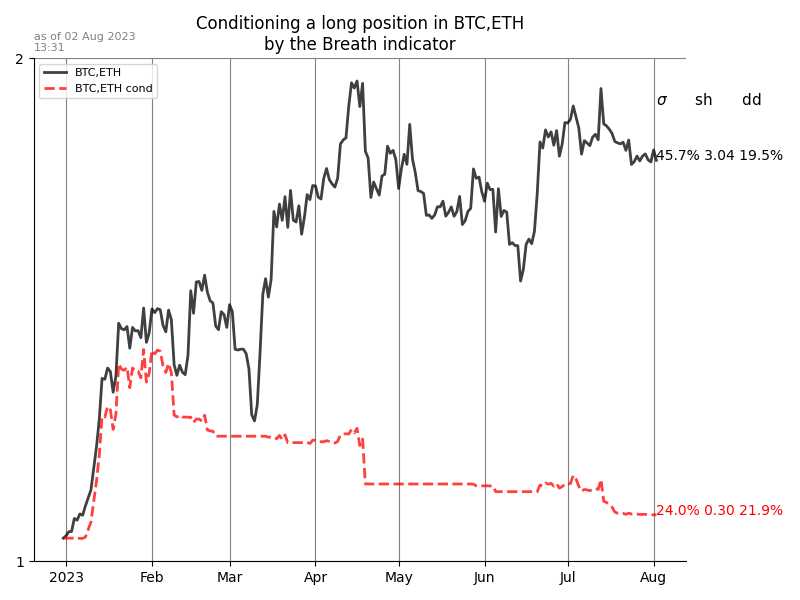 Conditioning a long position in BTC,ETH
by the Breath indicator
as of 02 Aug 2023
13:31
2
BTC,ETH
BTC,ETH cond
σ sh dd
45.7% 3.04 19.5%
24.0% 0.30 21.9%
1
2023 Feb Mar Apr May Jun Jul Aug